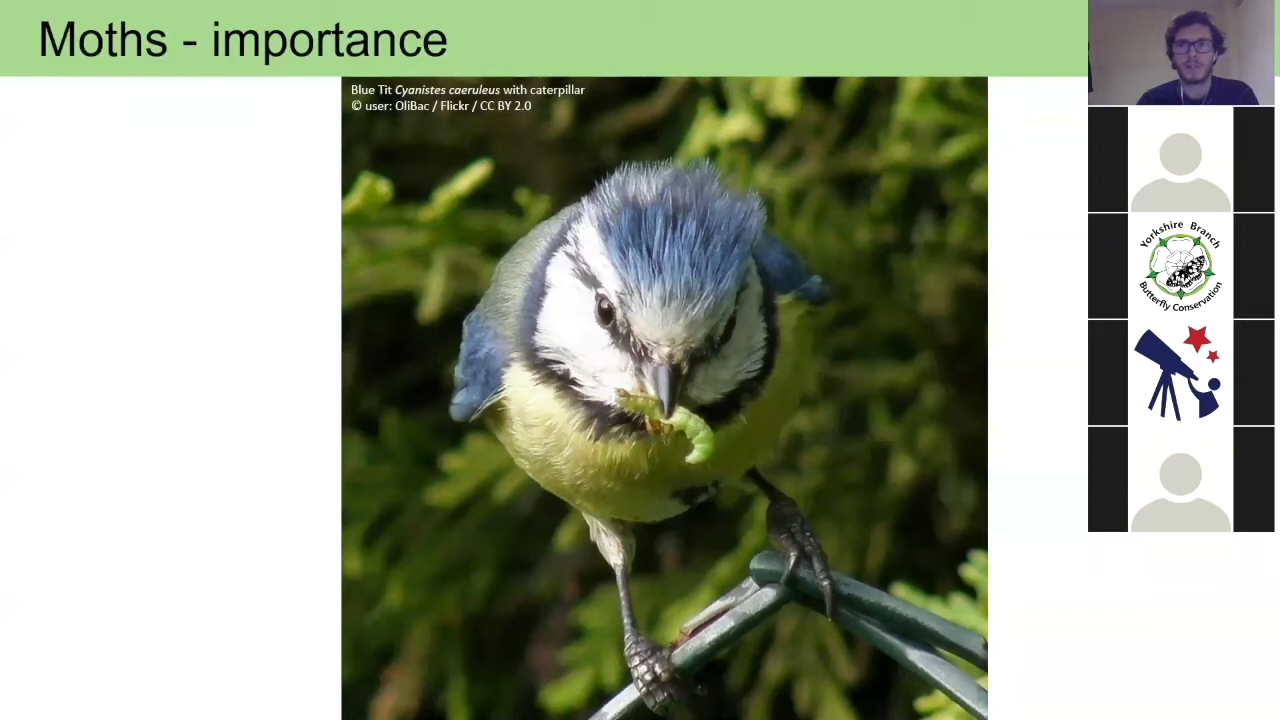 Moths - importance
Blue Tit Cyanistes caeruleus with caterpillar
© user: OliBac / Flickr / CC BY 2.0
Yorkshire Branch
Butterfly Conservation